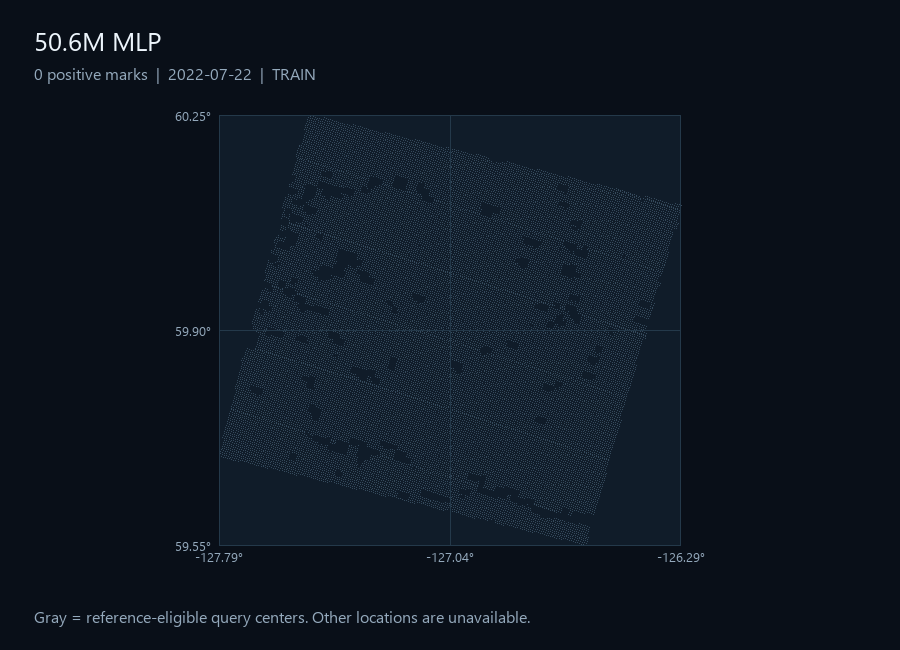 50.6M MLP
0 positive marks | 2022-07-22 | TRAIN
60.25°
59.90°
59.55°
-127.79°
-127.04°
-126.29°
Gray = reference-eligible query centers. Other locations are unavailable.